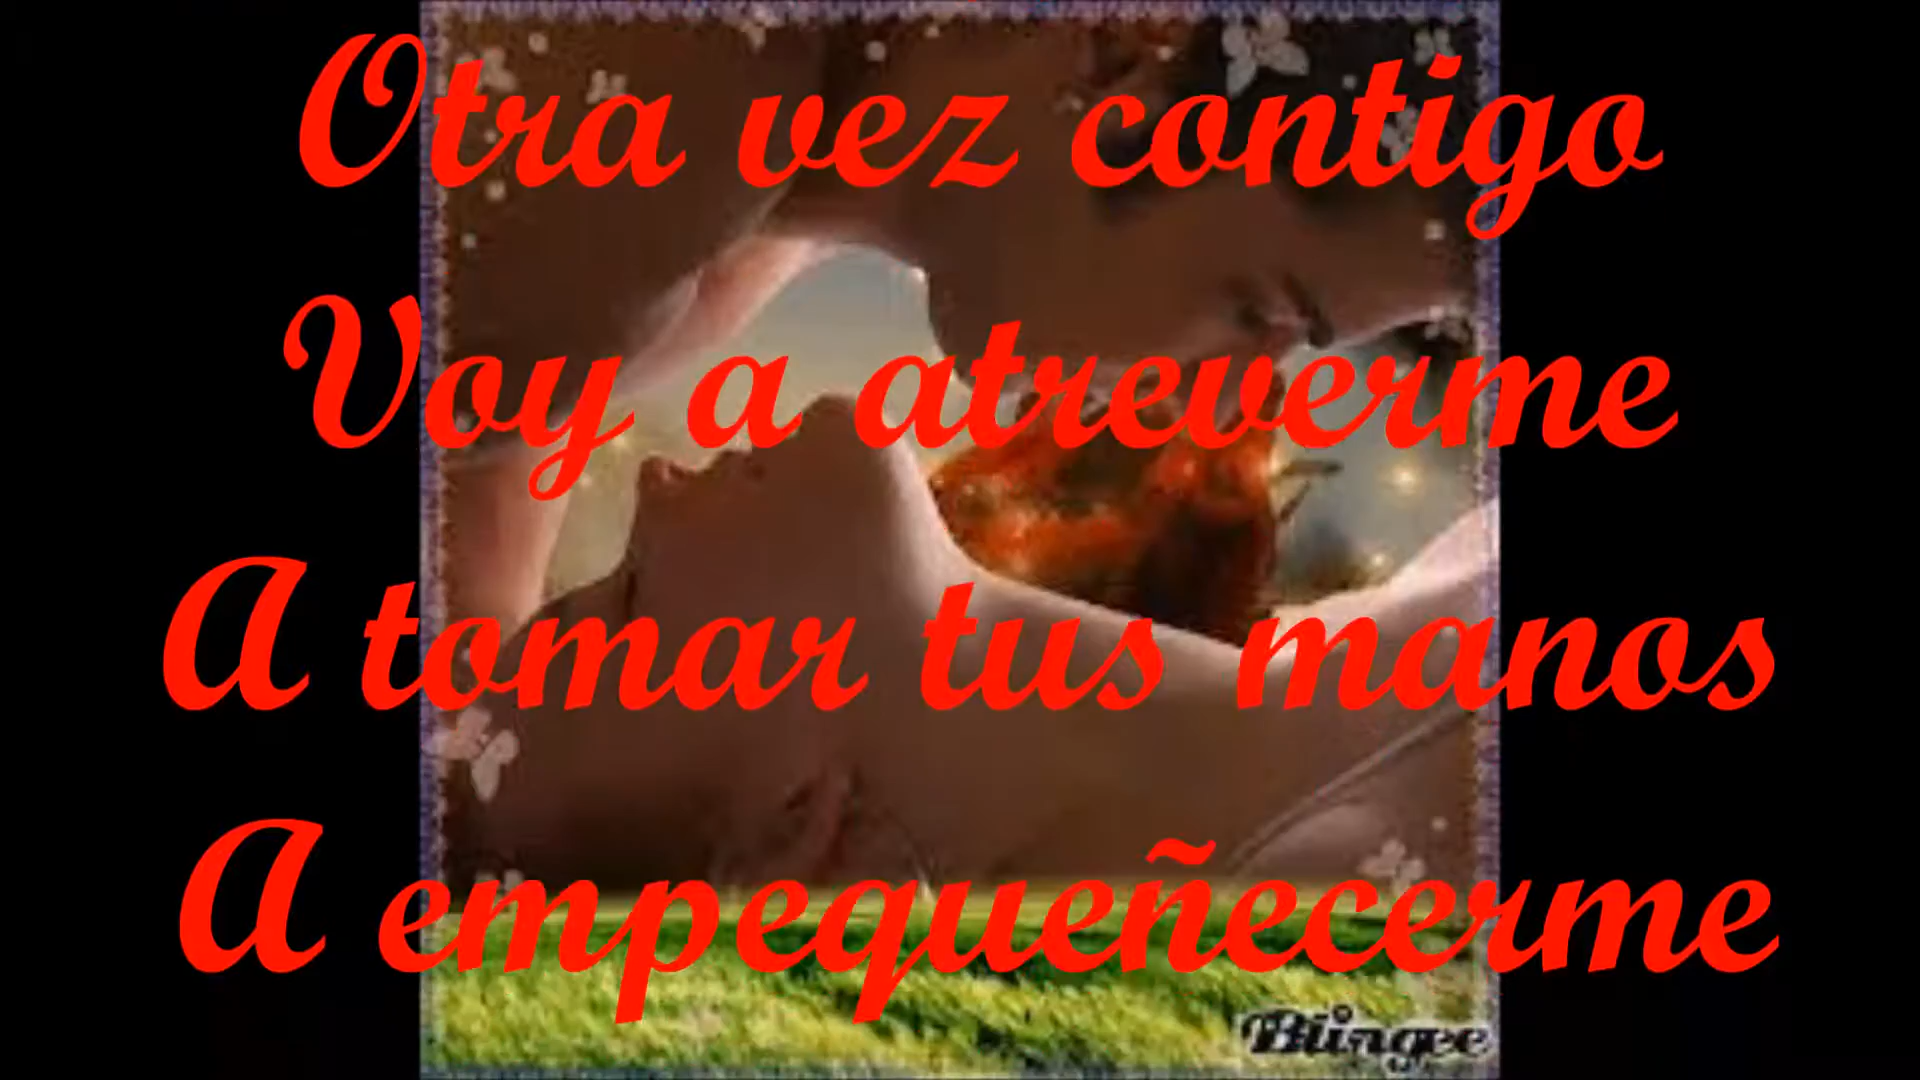 Otra vez contigo
Voy a atreverme
A tomar tus manos
A empequeñecerme
Blingee